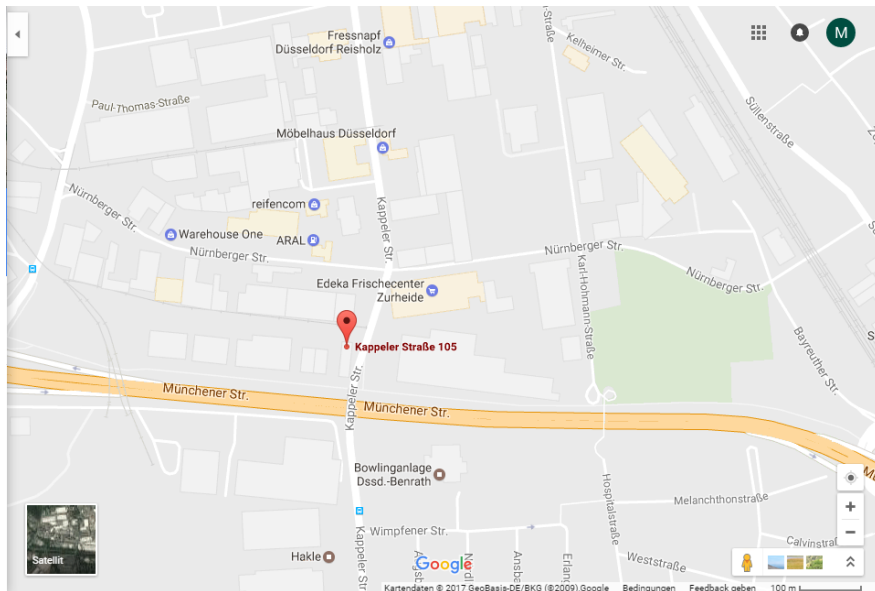 Fressnapf
Düsseldorf Reisholz
M
Kelheimer Str.
Paul-Thomas-Straße
Süllenstraße
Möbelhaus Düsseldorf
reifencom
Nürnberger Str.
Kappeler Str.
Warehouse One
ARAL
Nürnberger Str.
Nürnberger Str.
Nürnberger Str.
Edeka Frischecenter
Zurheide
Karl-Hohmann-Straße
Kappeler Straße 105
Bayreuther Str.
Münchener Str.
Kappeler Str.
Münchener Str.
Bowlinganlage
Dssd.-Benrath
Hospitalstraße
Melanchthonstraße
Wimpfener Str.
Kappeler Str.
Hakle
Weststraße
Satellit
Google
Kartendaten © 2017 GeoBasis-DE/BKG (©2009) Google Bedingungen Feedback geben 100 m